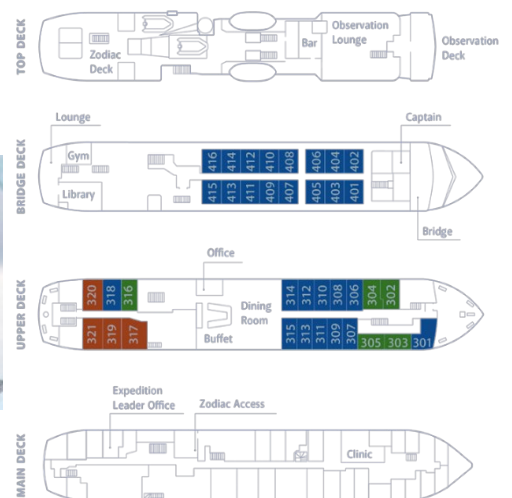 TOP DECK
Zodiac
Deck
Bar
Observation
Lounge
Observation
Deck
BRIDGE DECK
Lounge
Gym
Library
Captain
Bridge
416 414 412 410 408 406 404 402
415 413 411 409 407 405 403 401
UPPER DECK
Office
320 318 316
314 312 310 308 306 304 302
Dining
Room
Buffet
321 319 317
315 313 311 309 307 305 303 301
MAIN DECK
Expedition
Leader Office
Zodiac Access
Clinic